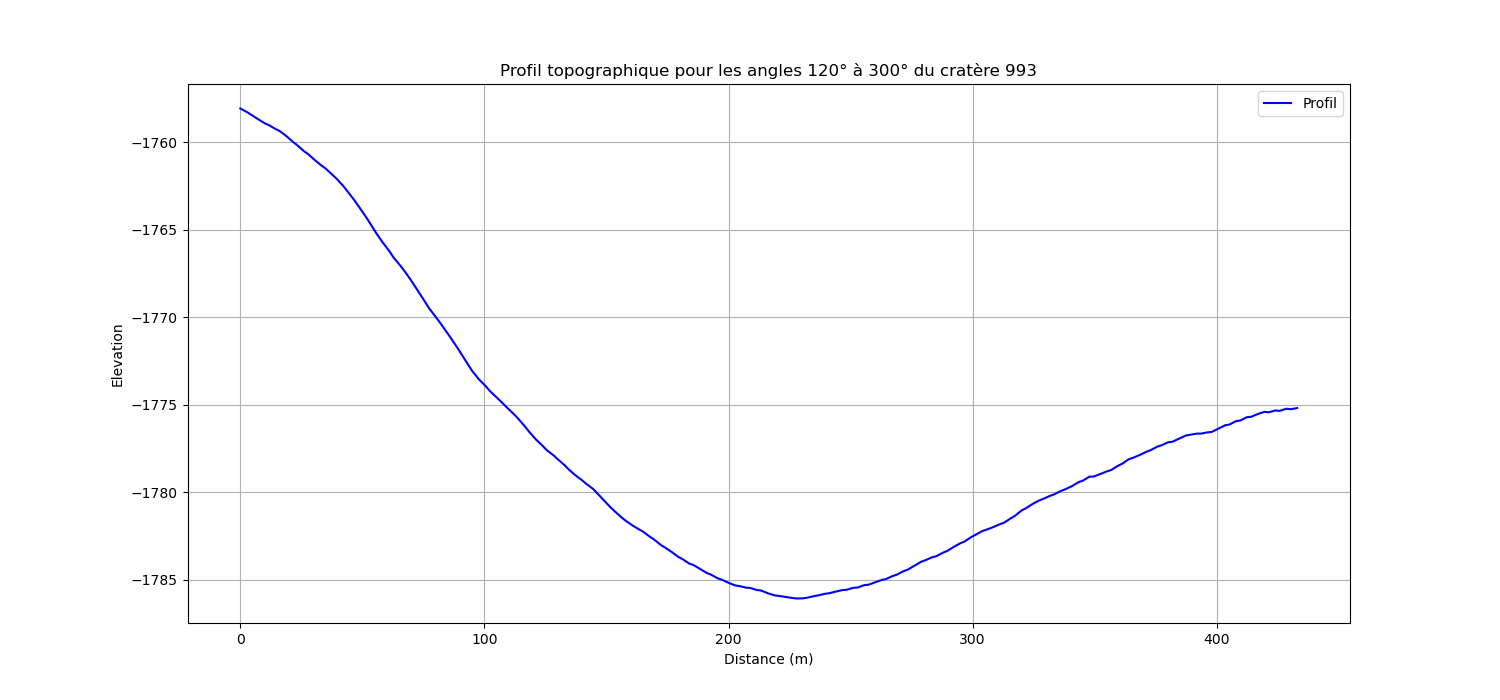 Profil topographique pour les angles 120° à 300° du cratère 993
Profil
−1760
−1765
−1770
−1775
−1780
−1785
Elevation
0 100 200 300 400
Distance (m)